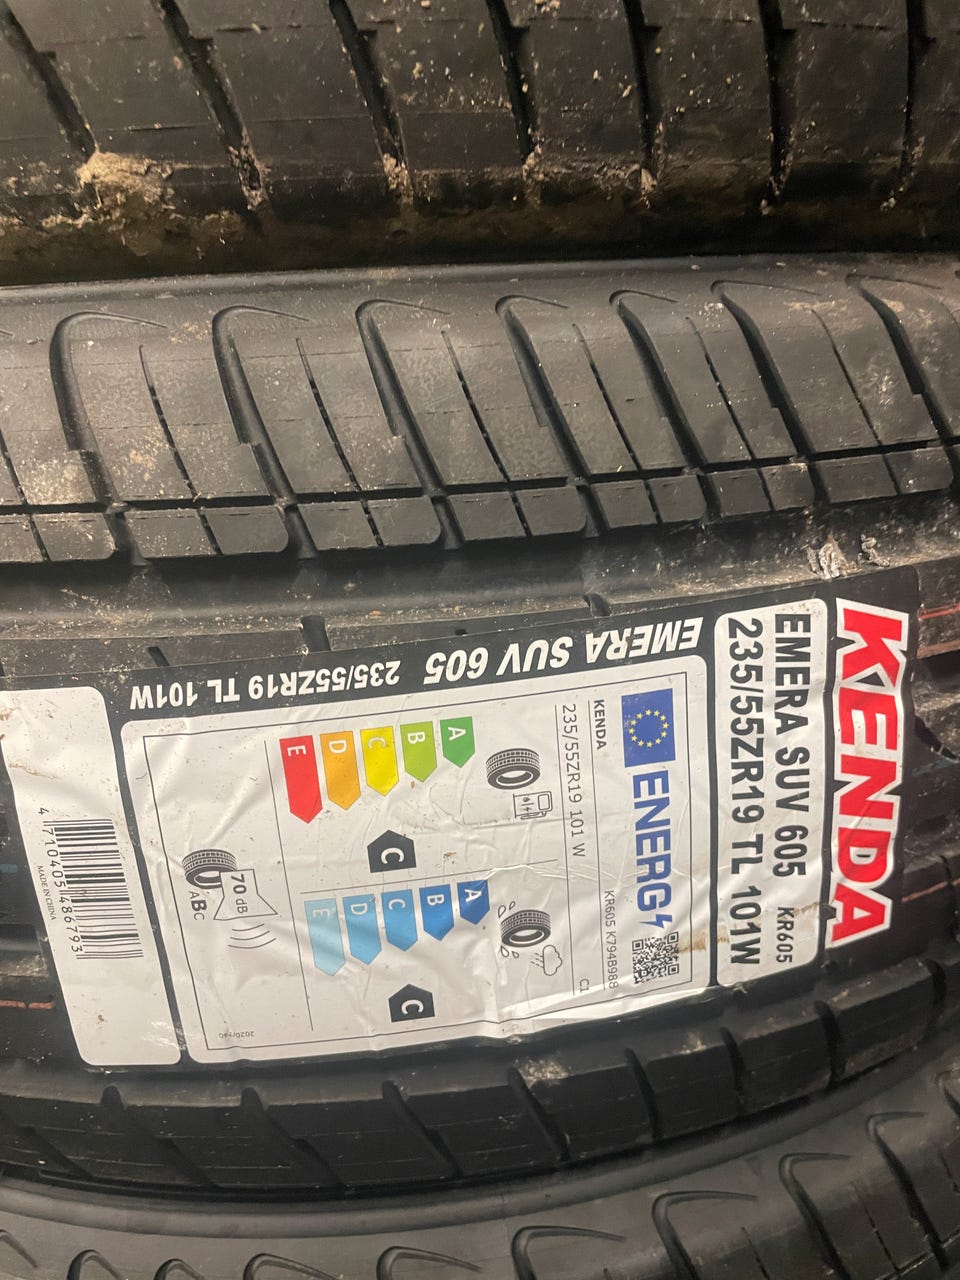 KENDA
EMERA SUV 605 KR605
235/55ZR19 TL 101W
EMERA SUV 605 235/55ZR19 TL 101W
ENERG
KENDA
KR605 K794B988
235/55ZR19 101 W
C1
A
B
C
D
E
C
A
B
C
D
E
C
70 dB
ABC
2020/740
4 710405 486793
MADE IN CHINA